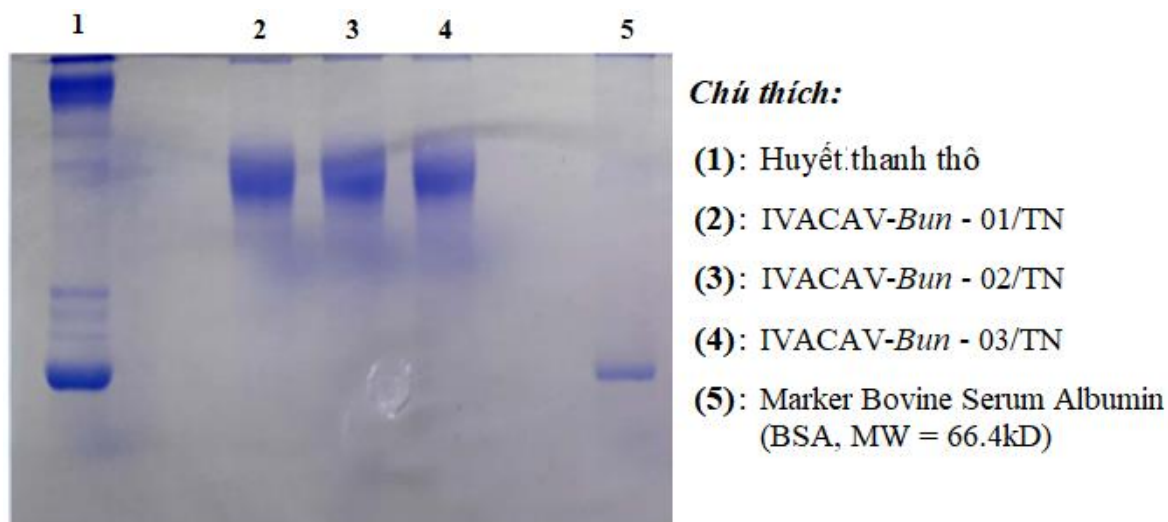 1 2 3 4 5
Chú thích:
(1): Huyết thanh thô
(2): IVACAV-Bun - 01/TN
(3): IVACAV-Bun - 02/TN
(4): IVACAV-Bun - 03/TN
(5): Marker Bovine Serum Albumin
(BSA, MW = 66.4kD)